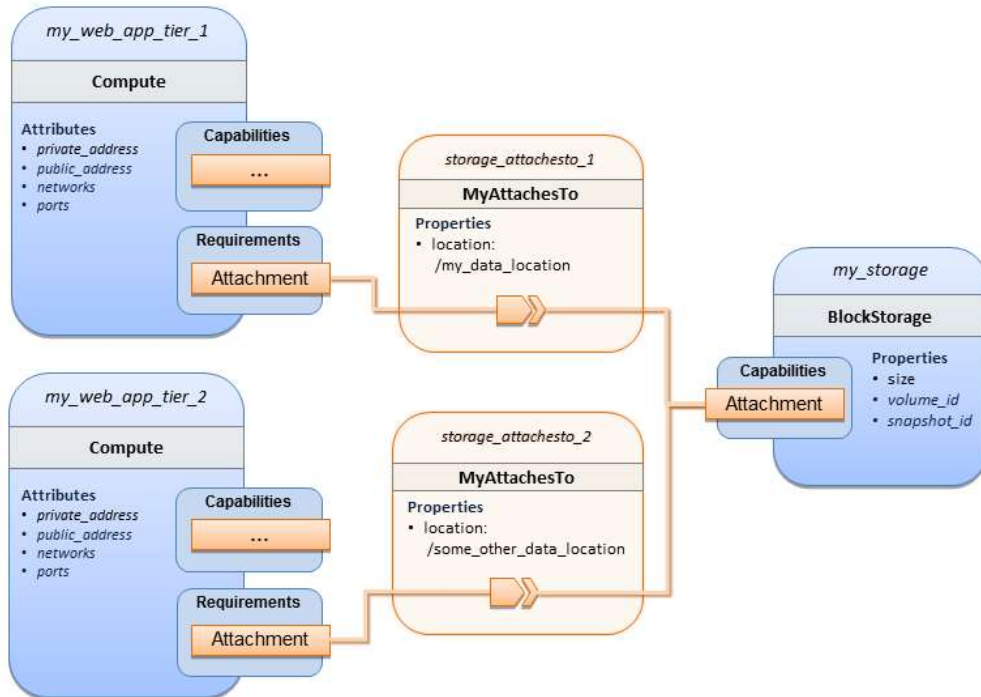 my_web_app_tier_1
Compute
Attributes
• private_address
• public_address
• networks
• ports
Capabilities
...
Requirements
Attachment
storage_attachesto_1
MyAttachesTo
Properties
• location:
/my_data_location
my_web_app_tier_2
Compute
Attributes
• private_address
• public_address
• networks
• ports
Capabilities
...
Requirements
Attachment
storage_attachesto_2
MyAttachesTo
Properties
• location:
/some_other_data_location
my_storage
BlockStorage
Properties
• size
• volume_id
• snapshot_id
Capabilities
Attachment